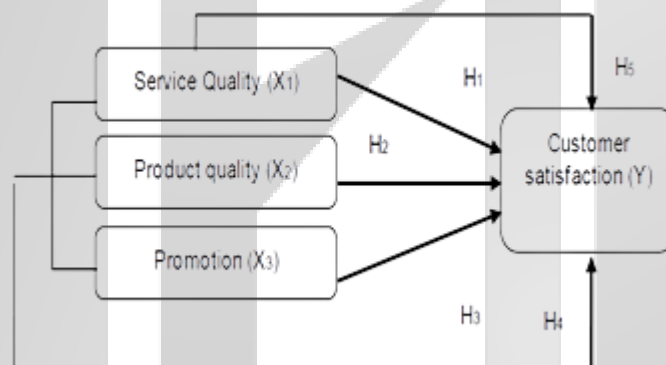 Service Quality (X1)
H1
H5
Product quality (X2)
H2
Customer
satisfaction (Y)
Promotion (X3)
H3
H4